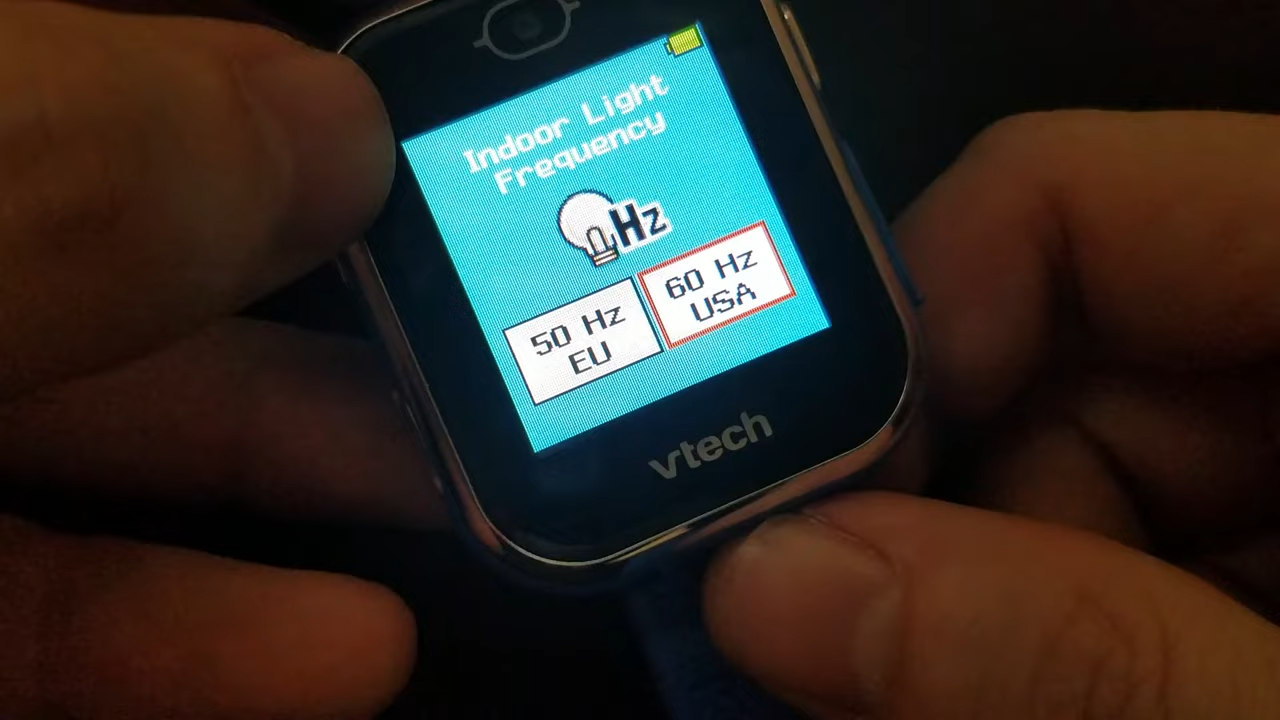 Indoor Light
Frequency
Hz
50 Hz
EU
60 Hz
USA
vtech